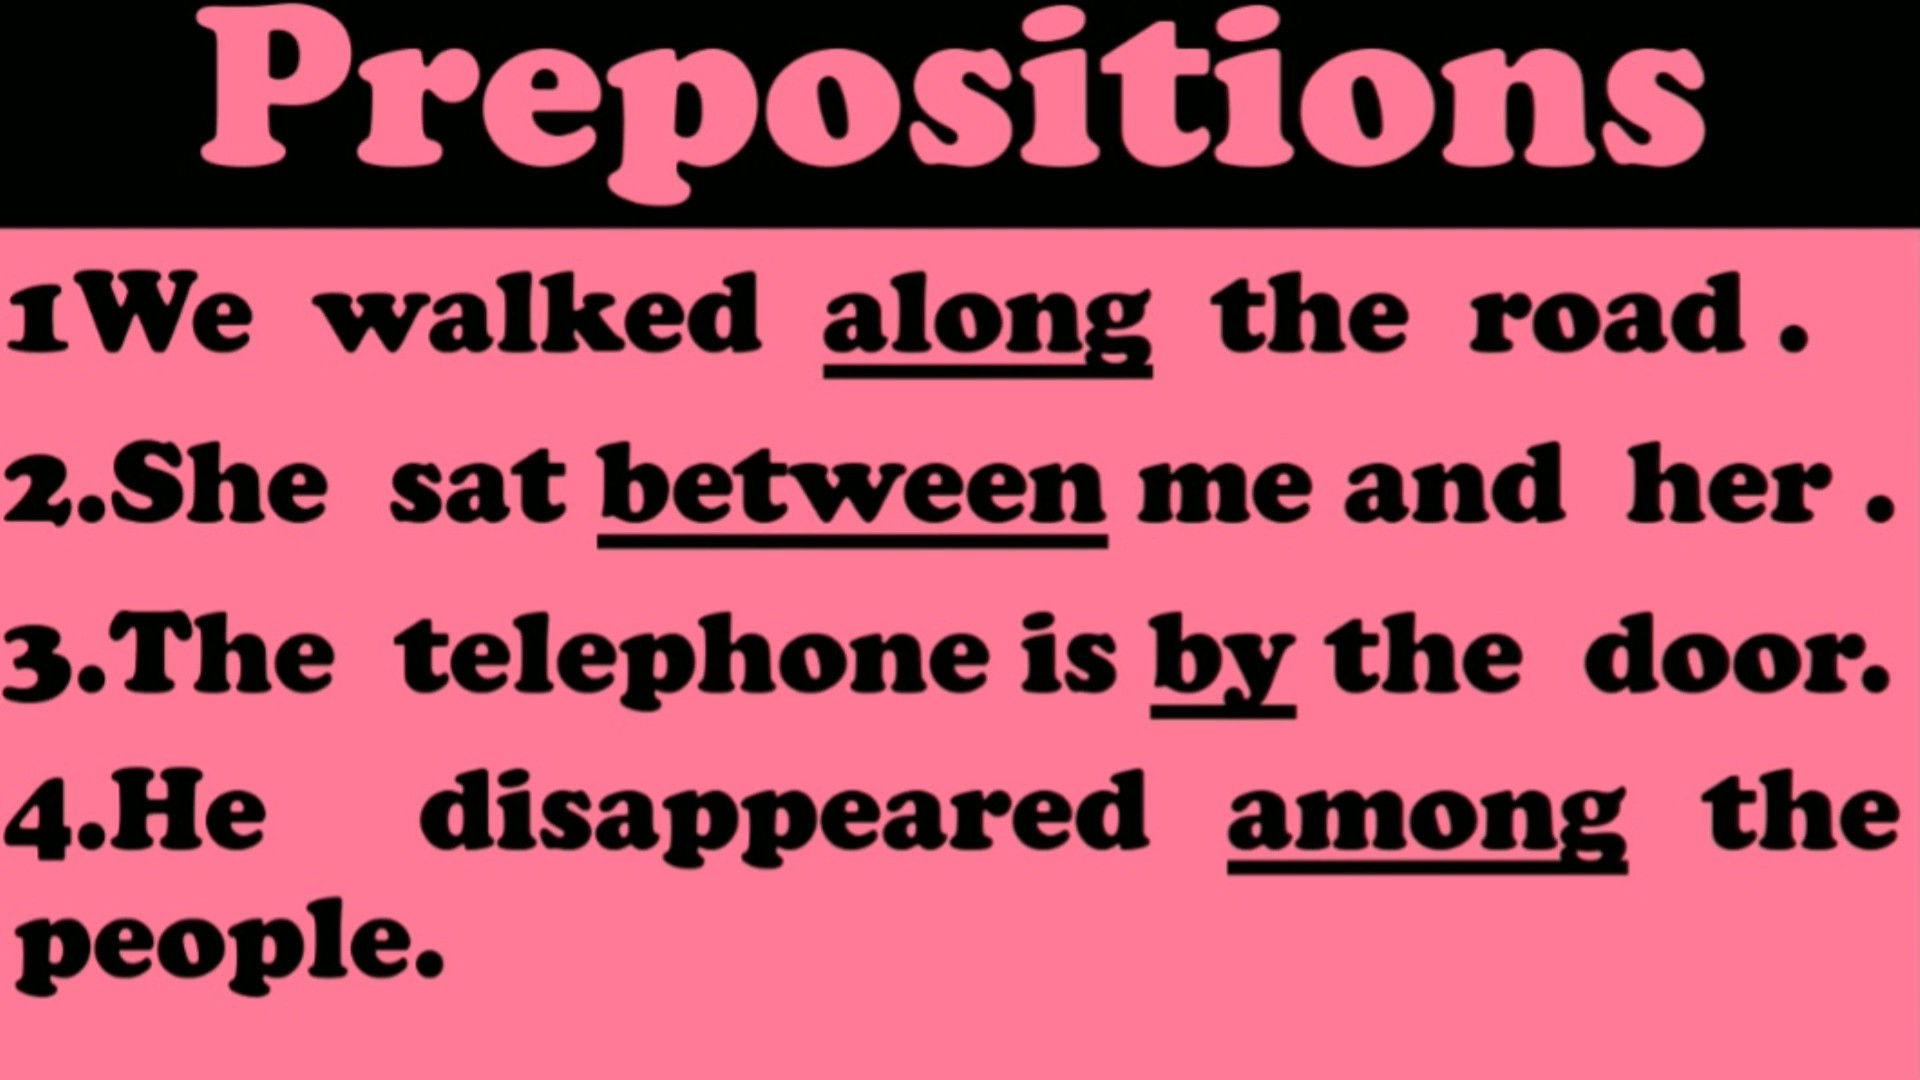 Prepositions
1We walked along the road .
2.She sat between me and her .
3.The telephone is by the door.
4.He disappeared among the
people.